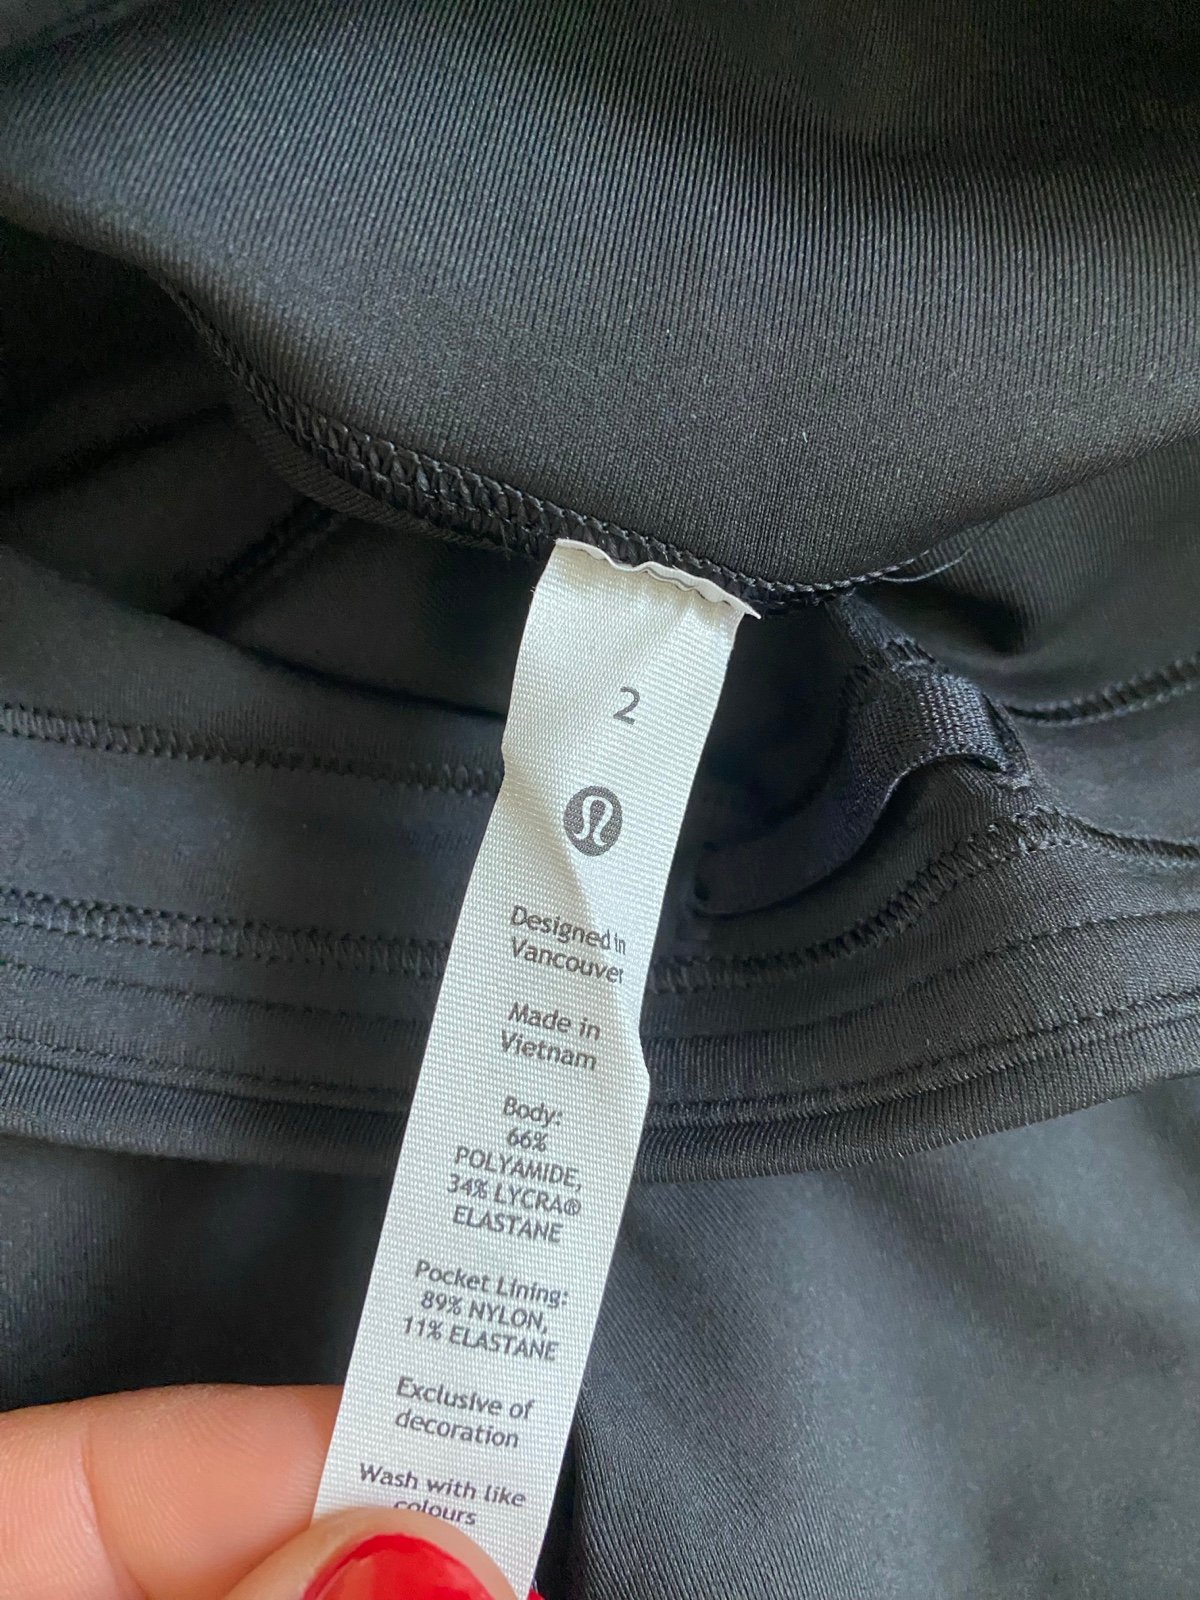 2
Designed in
Vancouver
Made in
Vietnam
Body:
66%
POLYAMIDE,
34% LYCRA®
ELASTANE
Pocket Lining:
89% NYLON,
11% ELASTANE
Exclusive of
decoration
Wash with like
colours